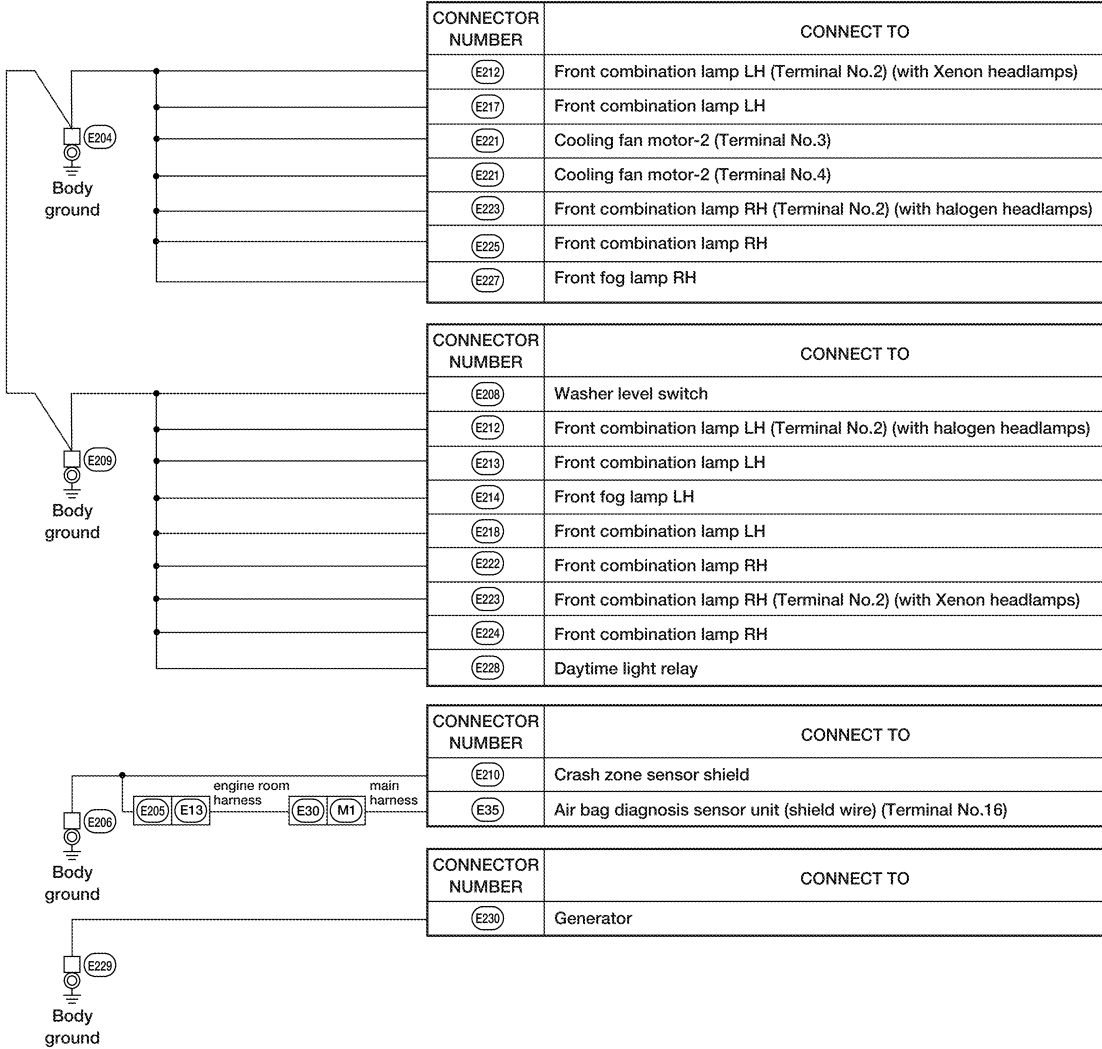 CONNECTOR NUMBER CONNECT TO
E212 Front combination lamp LH (Terminal No.2) (with Xenon headlamps)
E217 Front combination lamp LH
E204
E221 Cooling fan motor-2 (Terminal No.3)
E221 Cooling fan motor-2 (Terminal No.4)
Body
ground
E223 Front combination lamp RH (Terminal No.2) (with halogen headlamps)
E225 Front combination lamp RH
E227 Front fog lamp RH
CONNECTOR NUMBER CONNECT TO
E208 Washer level switch
E212 Front combination lamp LH (Terminal No.2) (with halogen headlamps)
E209
E213 Front combination lamp LH
E214 Front fog lamp LH
Body
ground
E218 Front combination lamp LH
E222 Front combination lamp RH
E223 Front combination lamp RH (Terminal No.2) (with Xenon headlamps)
E224 Front combination lamp RH
E228 Daytime light relay
CONNECTOR NUMBER CONNECT TO
E210 Crash zone sensor shield
engine room
harness
main
harness
E205 E13 E30 M1
E35 Air bag diagnosis sensor unit (shield wire) (Terminal No.16)
E206
Body
ground
CONNECTOR NUMBER CONNECT TO
E230 Generator
E229
Body
ground